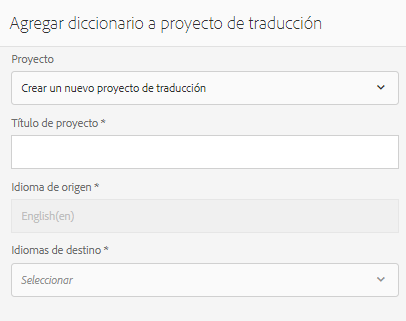 Agregar diccionario a proyecto de traducción
Proyecto
Crear un nuevo proyecto de traducción
Título de proyecto *
Idioma de origen *
English(en)
Idiomas de destino *
Seleccionar